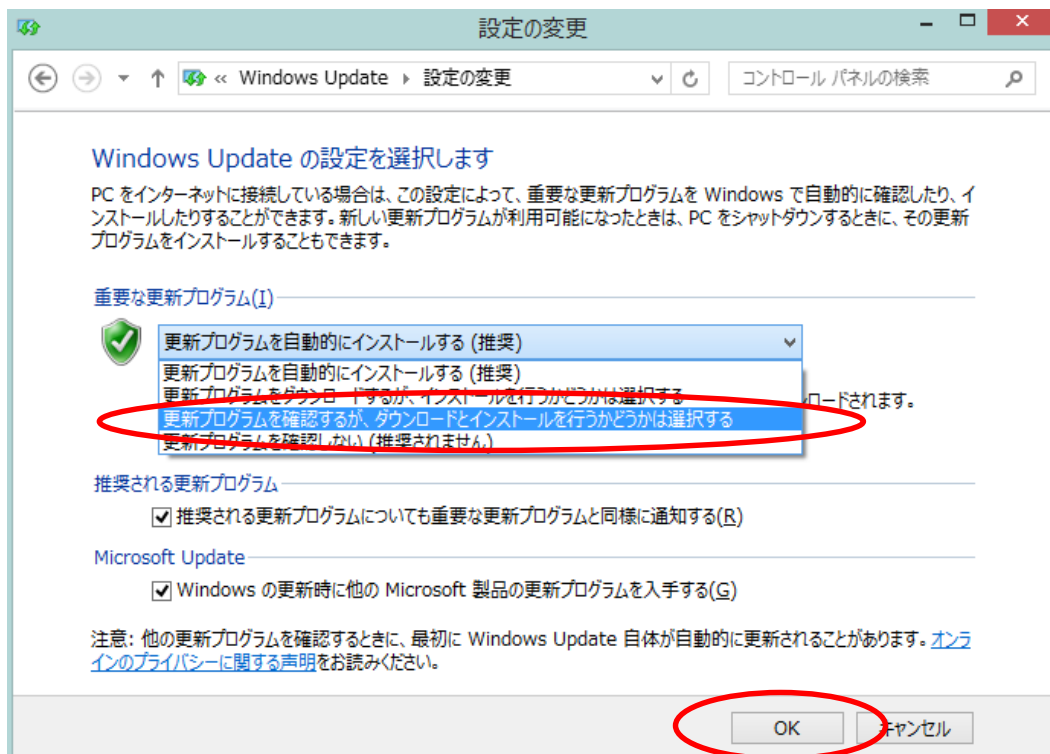 設定の変更
« Windows Update ▸ 設定の変更
コントロール パネルの検索
Windows Update の設定を選択します
PC をインターネットに接続している場合は、この設定によって、重要な更新プログラムを Windows で自動的に確認したり、イ
ンストールしたりすることができます。新しい更新プログラムが利用可能になったときは、PC をシャットダウンするときに、その更新
プログラムをインストールすることもできます。
重要な更新プログラム(I)
更新プログラムを自動的にインストールする (推奨)
更新プログラムを自動的にインストールする (推奨)
更新プログラムをダウンロードするが、インストールを行うかどうかは選択する
ロードされます。
更新プログラムを確認するが、ダウンロードとインストールを行うかどうかは選択する
更新プログラムを確認しない (推奨されません)
推奨される更新プログラム
推奨される更新プログラムについても重要な更新プログラムと同様に通知する(R)
Microsoft Update
Windows の更新時に他の Microsoft 製品の更新プログラムを入手する(G)
注意: 他の更新プログラムを確認するときに、最初に Windows Update 自体が自動的に更新されることがあります。オンラ
インのプライバシーに関する声明をお読みください。
OK
キャンセル